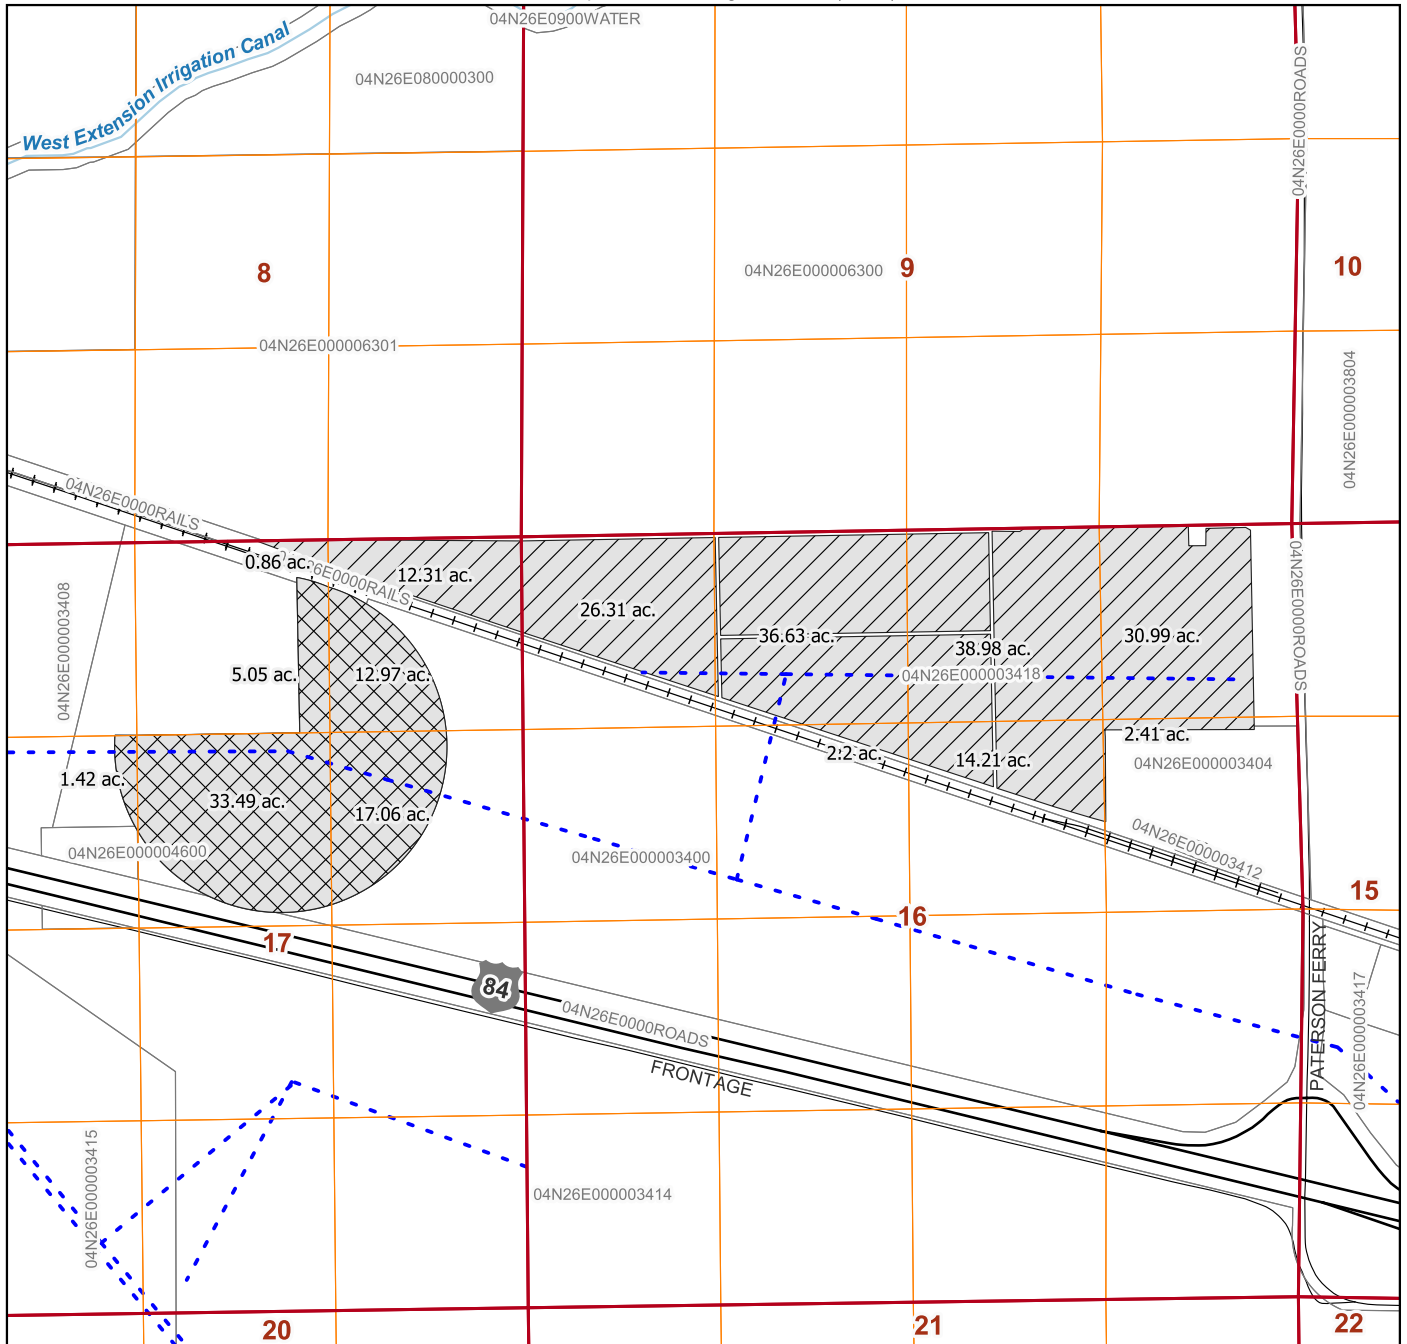 04N26E0900WATER
West Extension Irrigation Canal
04N26E080000300
04N26E0000ROADS
8
04N26E000006300
9
10
04N26E000006301
04N26E000003804
04N26E0000RAILS
0.86 ac.
26E0000RAILS
12.31 ac.
26.31 ac.
04N26E000003408
36.63 ac.
38.98 ac.
30.99 ac.
04N26E0000ROADS
5.05 ac.
12.97 ac.
04N26E000003418
2.41 ac.
2.2 ac.
14.21 ac.
04N26E000003404
1.42 ac.
33.49 ac.
17.06 ac.
04N26E000004600
04N26E000003400
04N26E000003412
15
16
17
84
04N26E0000ROADS
PATERSON FERRY
04N26E000003417
FRONTAGE
04N26E000003415
04N26E000003414
20
21
22